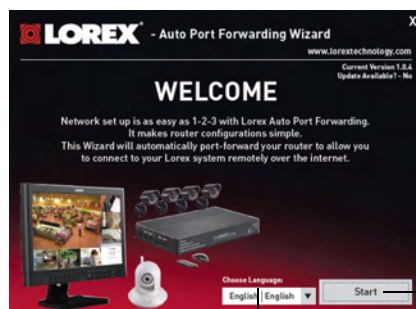 X
LOREX - Auto Port Forwarding Wizard
www.lorextechnology.com
Current Version 1.0.4
Update Available? - No
WELCOME
Network set up is as easy as 1-2-3 with Lorex Auto Port Forwarding.
It makes router configurations simple.
This Wizard will automatically port-forward your router to allow you
to connect to your Lorex system remotely over the internet.
Choose Language:
English | English
Start